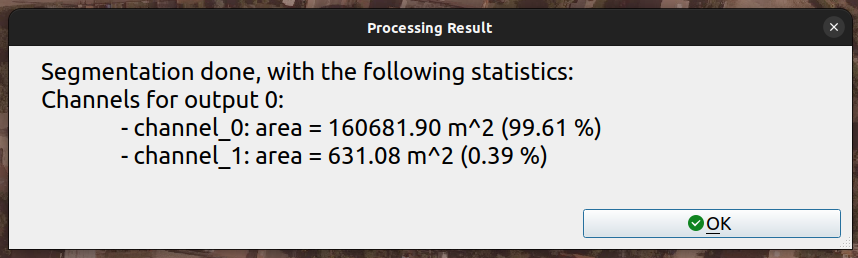 Processing Result
Segmentation done, with the following statistics:
Channels for output 0:
- channel_0: area = 160681.90 m^2 (99.61 %)
- channel_1: area = 631.08 m^2 (0.39 %)
OK